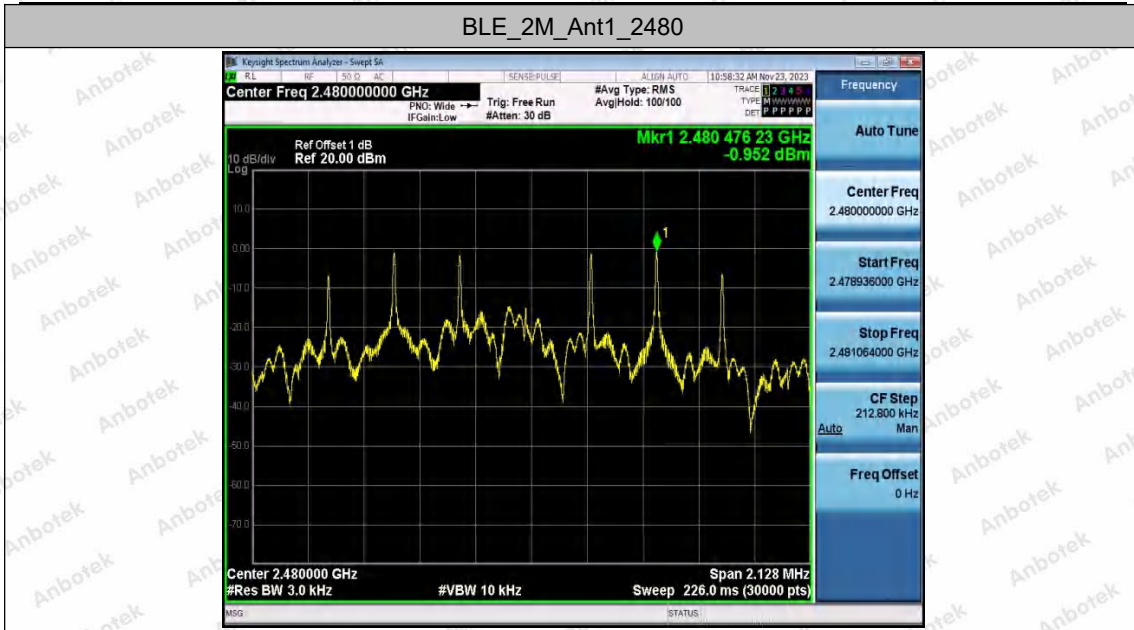 BLE_2M_Ant1_2480
Keysight Spectrum Analyzer - Swept SA
RL RF 50 Ω AC SENSE:PULSE ALIGN AUTO 10:58:32 AM Nov 23, 2023
Center Freq 2.480000000 GHz
PNO: Wide
IFGain:Low
Trig: Free Run
#Atten: 30 dB
#Avg Type: RMS
Avg|Hold: 100/100
TRACE 1 2 3 4 5
TYPE M WWWWW
DET P P P P P P
Mkr1 2.480 476 23 GHz
-0.952 dBm
Ref Offset 1 dB
10 dB/div Ref 20.00 dBm
Log
10.0
0.00
-10.0
-20.0
-30.0
-40.0
-50.0
-60.0
-70.0
1
Center 2.480000 GHz Span 2.128 MHz
#Res BW 3.0 kHz #VBW 10 kHz Sweep 226.0 ms (30000 pts)
MSG STATUS
Frequency
Auto Tune
Center Freq
2.480000000 GHz
Start Freq
2.478936000 GHz
Stop Freq
2.481064000 GHz
CF Step
212.800 kHz
Auto Man
Freq Offset
0 Hz
Anbotek